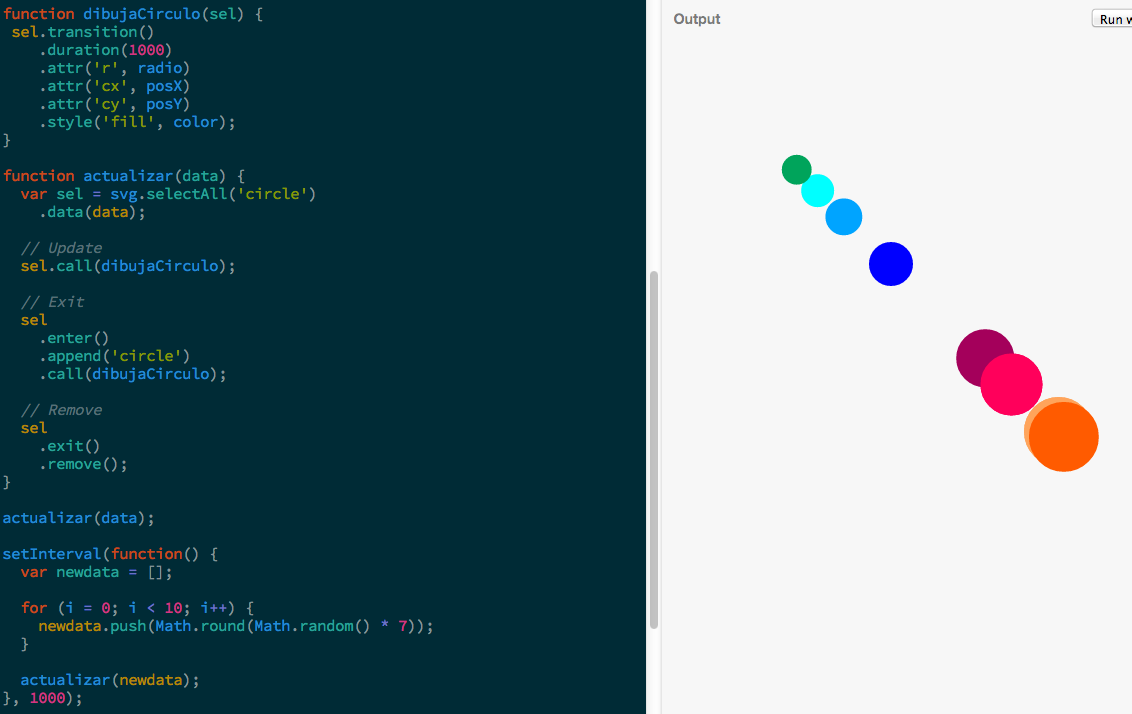 function dibujaCirculo(sel) {
 sel.transition()
    .duration(1000)
    .attr('r', radio)
    .attr('cx', posX)
    .attr('cy', posY)
    .style('fill', color);
}

function actualizar(data) {
  var sel = svg.selectAll('circle')
    .data(data);

  // Update
  sel.call(dibujaCirculo);

  // Exit
  sel
    .enter()
    .append('circle')
    .call(dibujaCirculo);

  // Remove
  sel
    .exit()
    .remove();
}

actualizar(data);

setInterval(function() {
  var newdata = [];

  for (i = 0; i < 10; i++) {
    newdata.push(Math.round(Math.random() * 7));
  }

  actualizar(newdata);
}, 1000);
Output
Run w